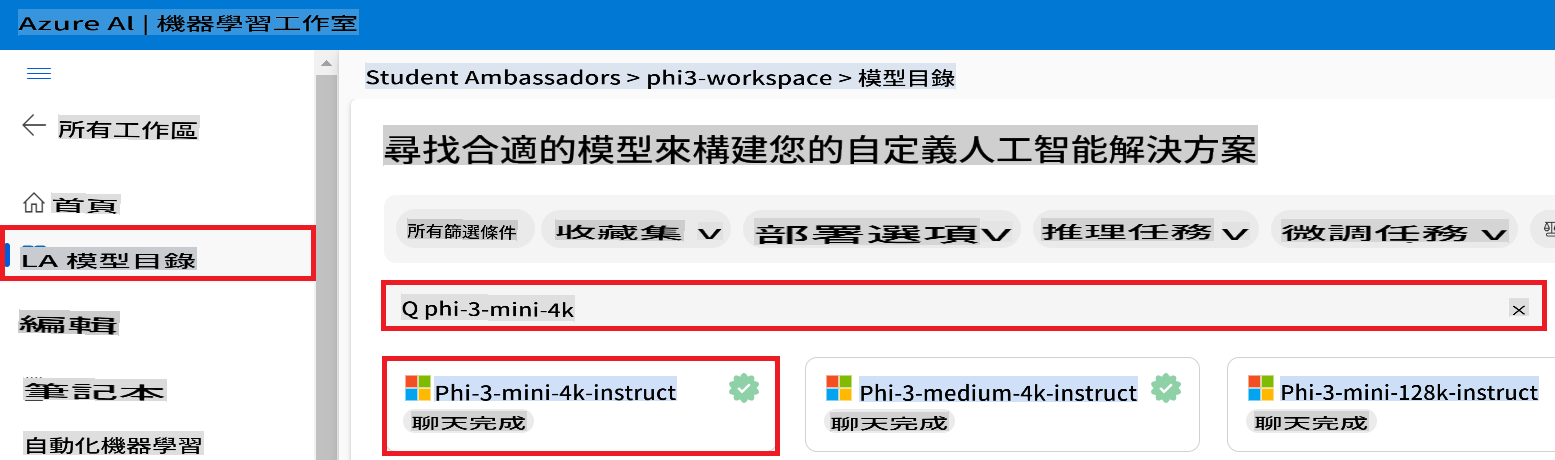 Azure Al | 機器學習工作室
Student Ambassadors > phi3-workspace > 模型目錄
所有工作區
首頁
LA 模型目錄
編輯
筆記本
自動化機器學習
尋找合適的模型來構建您的自定義人工智能解決方案
所有篩選條件 收藏集 部署選項 推理任務 微調任務
Q phi-3-mini-4k ×
Phi-3-mini-4k-instruct
聊天完成
Phi-3-medium-4k-instruct
聊天完成
Phi-3-mini-128k-instruct
聊天完成